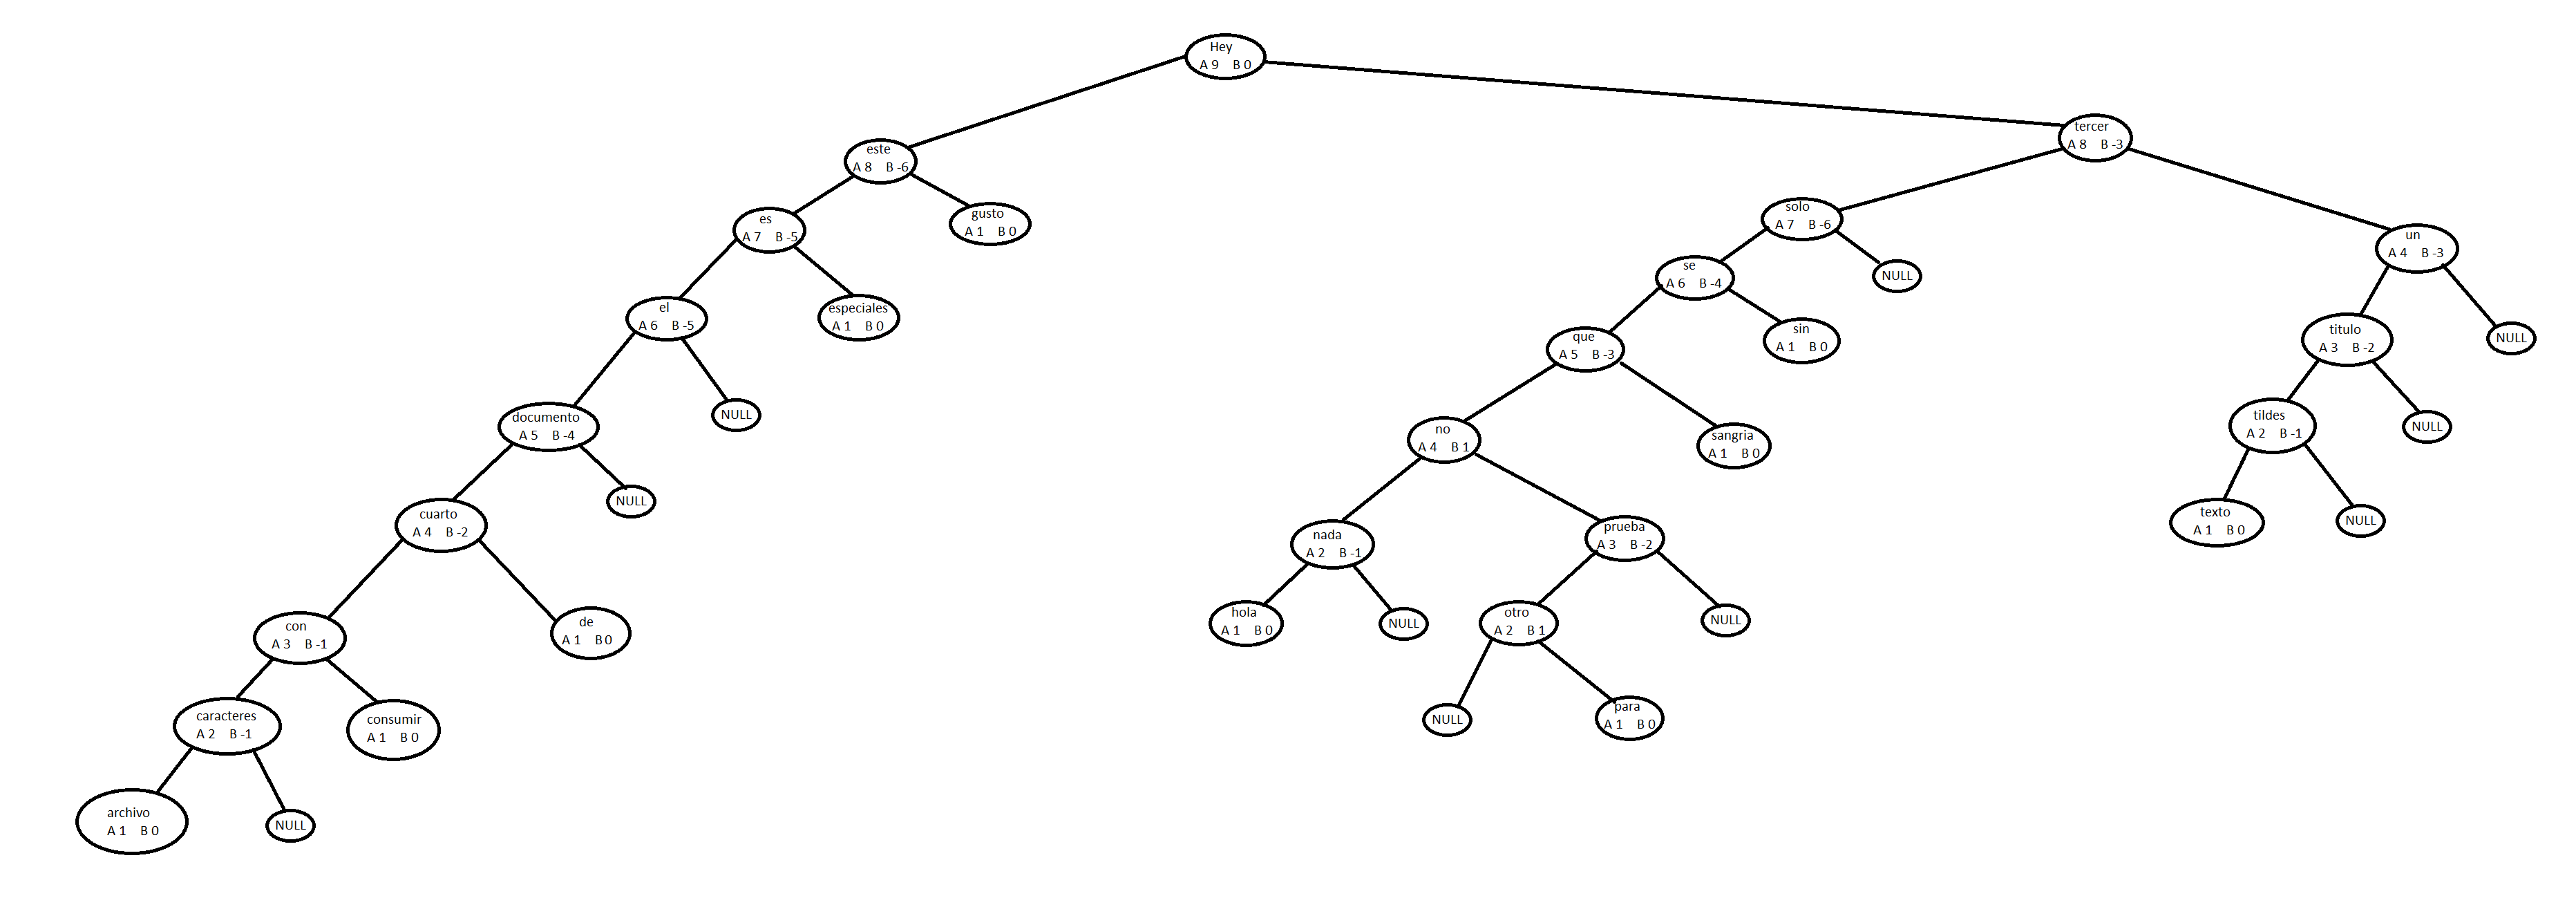 Hey
A 9 B 0
tercer
A 8 B -3
este
A 8 B -6
solo
A 7 B -6
es
A 7 B -5
gusto
A 1 B 0
un
A 4 B -3
se
A 6 B -4
NULL
el
A 6 B -5
especiales
A 1 B 0
que
A 5 B -3
sin
A 1 B 0
titulo
A 3 B -2
NULL
documento
A 5 B -4
NULL
no
A 4 B 1
sangria
A 1 B 0
tildes
A 2 B -1
NULL
cuarto
A 4 B -2
NULL
nada
A 2 B -1
prueba
A 3 B -2
texto
A 1 B 0
NULL
con
A 3 B -1
de
A 1 B 0
hola
A 1 B 0
NULL
otro
A 2 B 1
NULL
caracteres
A 2 B -1
consumir
A 1 B 0
NULL
para
A 1 B 0
archivo
A 1 B 0
NULL